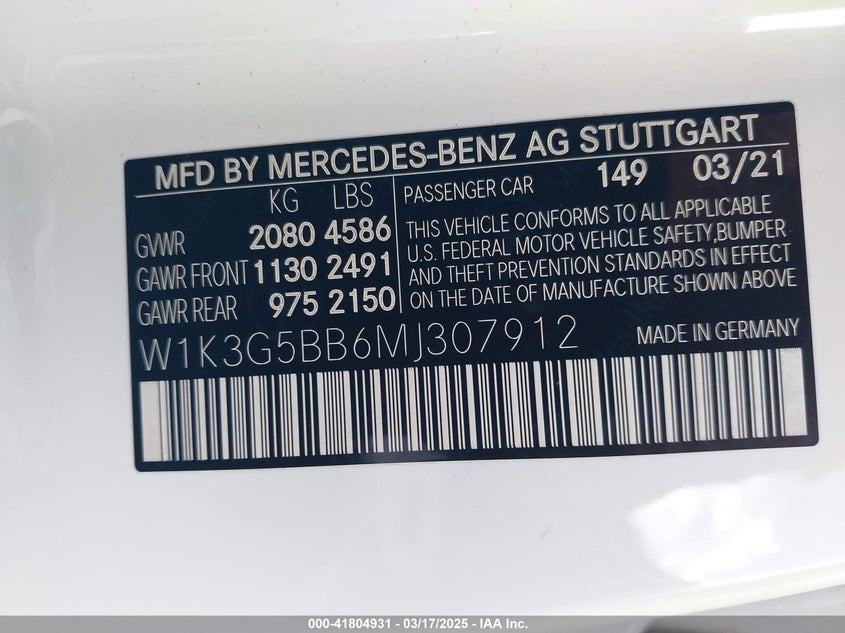 MFD BY MERCEDES-BENZ AG STUTTGART
KG LBS
GVWR 2080 4586
GAWR FRONT 1130 2491
GAWR REAR 975 2150
PASSENGER CAR 149 03/21
THIS VEHICLE CONFORMS TO ALL APPLICABLE
U.S. FEDERAL MOTOR VEHICLE SAFETY,BUMPER
AND THEFT PREVENTION STANDARDS IN EFFECT
ON THE DATE OF MANUFACTURE SHOWN ABOVE
W1K3G5BB6MJ307912
MADE IN GERMANY
000-41804931 - 03/17/2025 - IAA Inc.